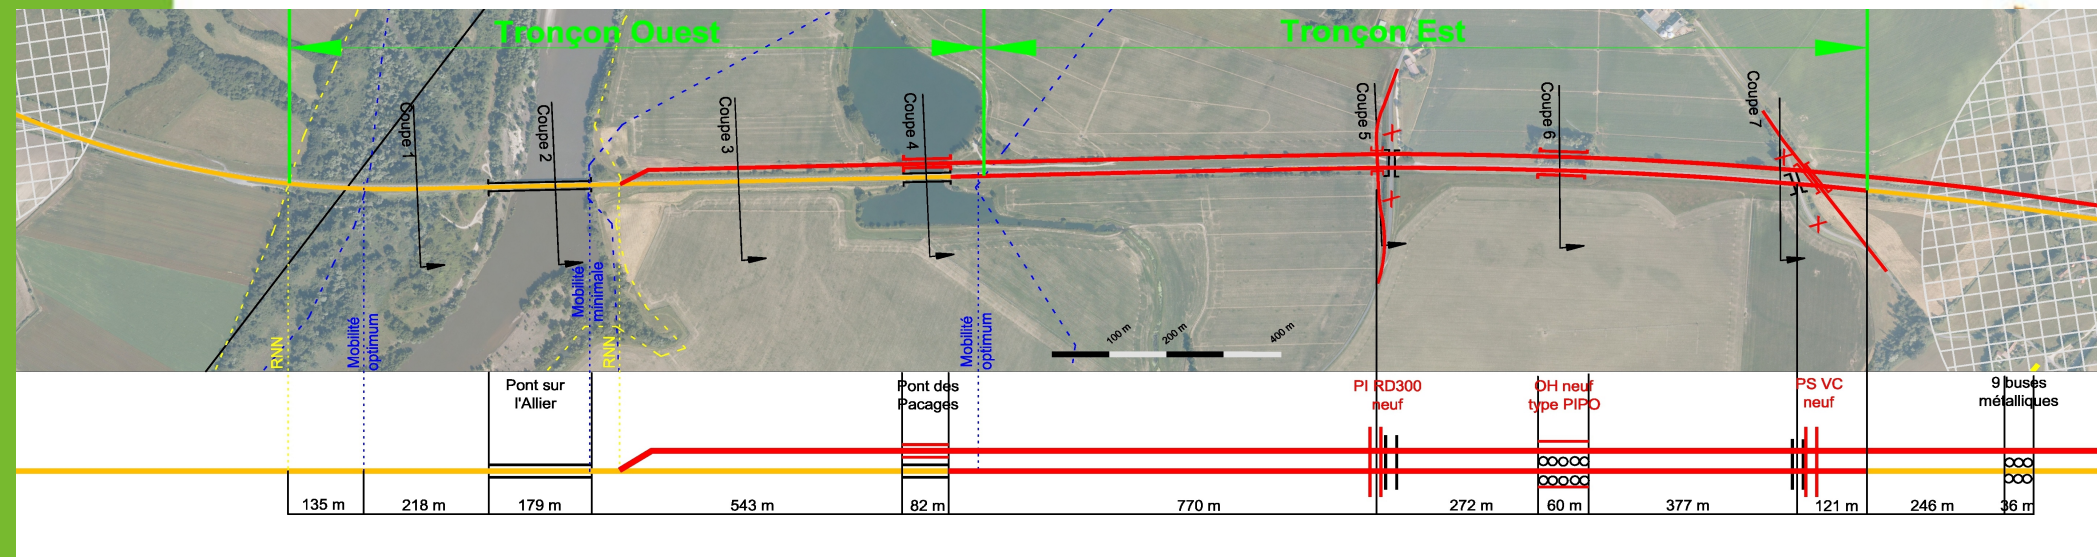 Tronçon Ouest
Tronçon Est
Coupe 1
Coupe 2
Coupe 3
Coupe 4
Coupe 5
Coupe 6
Coupe 7
RNN
Mobilité
optimum
Mobilité
minimale
RNN
Mobilité
optimum
100 m
200 m
400 m
Pont sur
l'Allier
Pont des
Pacages
PI RD300
neuf
OH neuf
type PIPO
PS VC
neuf
9 buses
métalliques
135 m
218 m
179 m
543 m
82 m
770 m
272 m
60 m
377 m
121 m
246 m
36 m